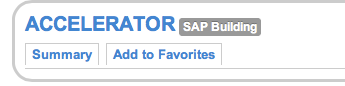 ACCELERATOR SAP Building
Summary Add to Favorites